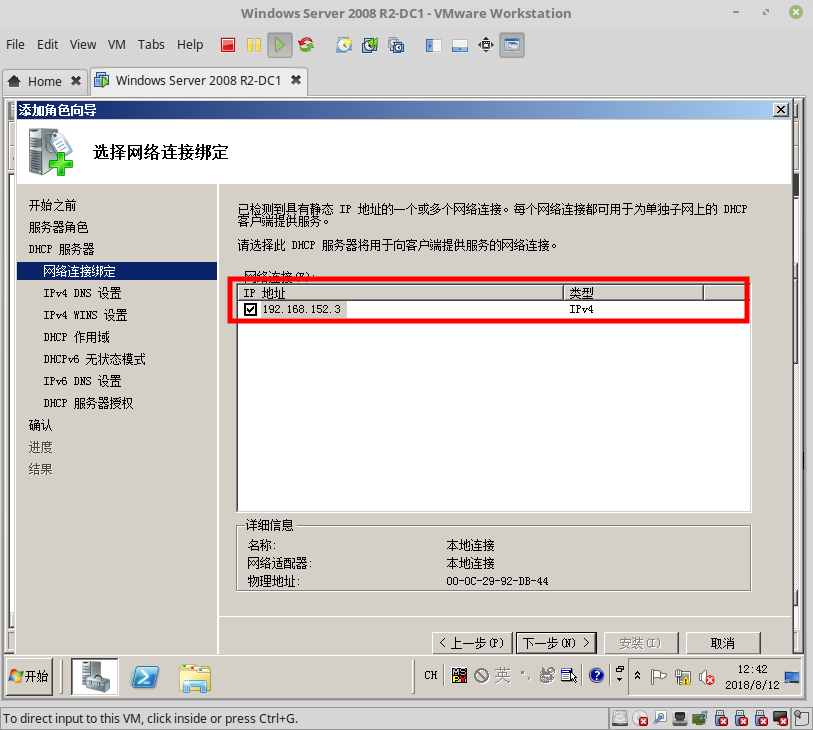 Windows Server 2008 R2-DC1 - VMware Workstation
File Edit View VM Tabs Help
Home Windows Server 2008 R2-DC1
添加角色向导
选择网络连接绑定
开始之前
服务器角色
DHCP 服务器
网络连接绑定
IPv4 DNS 设置
IPv4 WINS 设置
DHCP 作用域
DHCPv6 无状态模式
IPv6 DNS 设置
DHCP 服务器授权
确认
进度
结果
已检测到具有静态 IP 地址的一个或多个网络连接。每个网络连接都可用于为单独子网上的 DHCP
客户端提供服务。
请选择此 DHCP 服务器将用于向客户端提供服务的网络连接。
网络连接
IP 地址 类型
192.168.152.3 IPv4
详细信息
名称: 本地连接
网络适配器: 本地连接
物理地址: 00-0C-29-92-DB-44
< 上一步(P) 下一步(N) > 安装(I) 取消
开始 CH 英 12:42
2018/8/12
To direct input to this VM, click inside or press Ctrl+G.